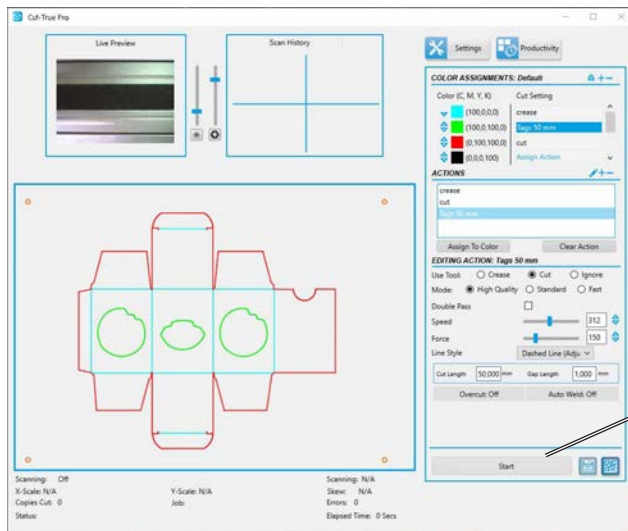 Cut-True Pro
Live Preview
Scan History
Settings
Productivity
COLOR ASSIGNMENTS: Default
Color (C, M, Y, K) Cut Setting
(100,0,0,0) crease
(100,0,100,0) Tags 50 mm
(0,100,100,0) cut
(0,0,0,100) Assign Action
ACTIONS
crease
cut
Tags 50 mm
Assign To Color Clear Action
EDITING ACTION: Tags 50 mm
Use Tool: Crease Cut Ignore
Mode: High Quality Standard Fast
Double Pass
Speed 312
Force 150
Line Style Dashed Line (Adju
Cut Length 50,000 mm Gap Length 1,000 mm
Overcut: Off Auto Weld: Off
Start
Scanning: Off Scanning: N/A
X-Scale: N/A Y-Scale: N/A Skew: N/A
Copies Cut: 0 Job: Errors: 0
Status: Elapsed Time: 0 Secs